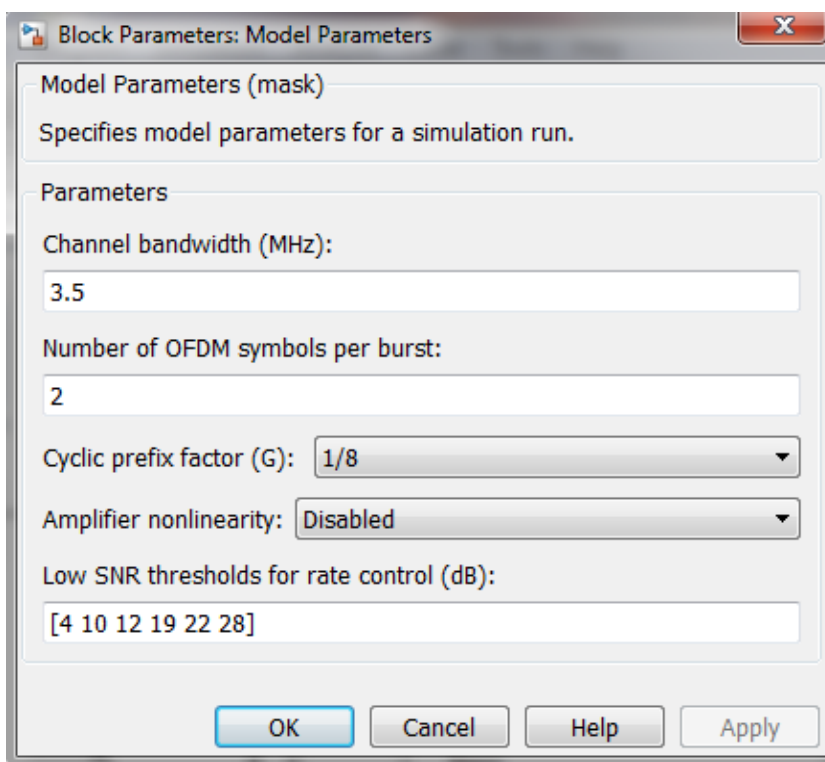 Block Parameters: Model Parameters
Model Parameters (mask)
Specifies model parameters for a simulation run.
Parameters
Channel bandwidth (MHz):
3.5
Number of OFDM symbols per burst:
2
Cyclic prefix factor (G): 1/8
Amplifier nonlinearity: Disabled
Low SNR thresholds for rate control (dB):
[4 10 12 19 22 28]
OK Cancel Help Apply